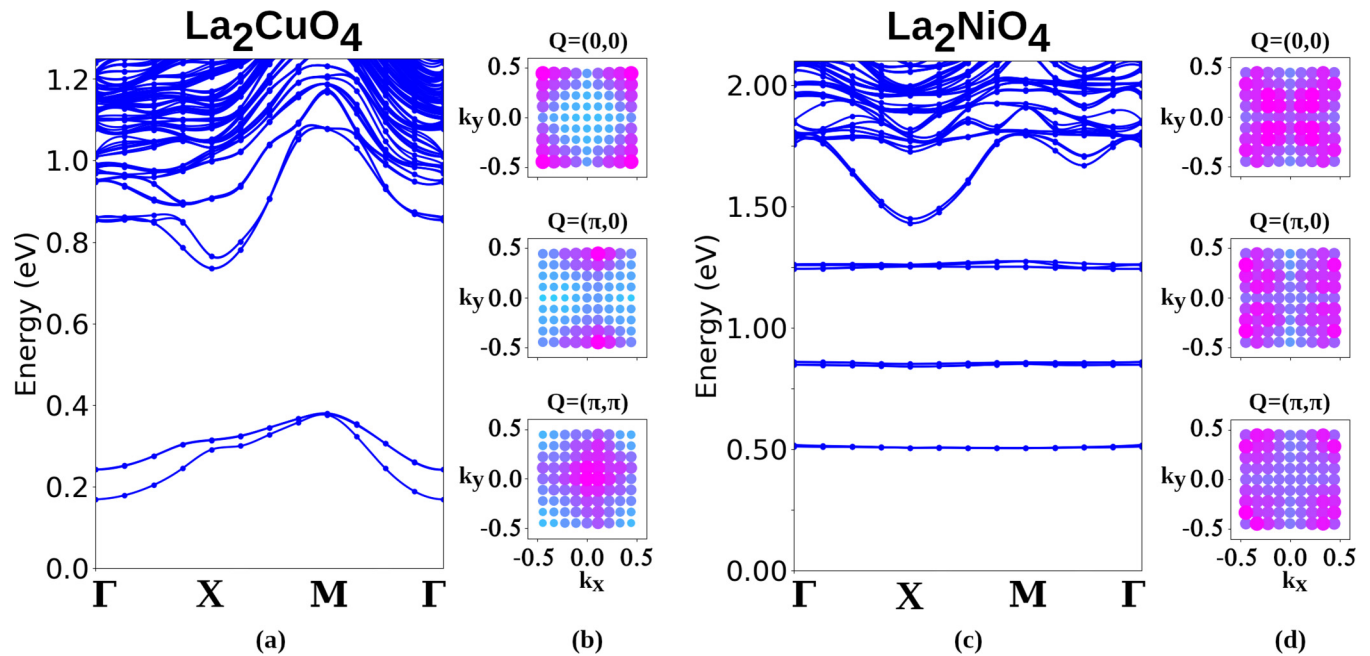 La2CuO4
Energy (eV)
1.2
1.0
0.8
0.6
0.4
0.2
0.0
Γ X M Γ
(a)
Q=(0,0)
0.5
ky 0.0
-0.5
Q=(π,0)
0.5
ky 0.0
-0.5
Q=(π,π)
0.5
ky 0.0
-0.5
-0.5 0.0 0.5
kx
(b)
La2NiO4
Energy (eV)
2.00
1.50
1.00
0.50
0.00
Γ X M Γ
(c)
Q=(0,0)
0.5
ky 0.0
-0.5
Q=(π,0)
0.5
ky 0.0
-0.5
Q=(π,π)
0.5
ky 0.0
-0.5
-0.5 0.0 0.5
kx
(d)